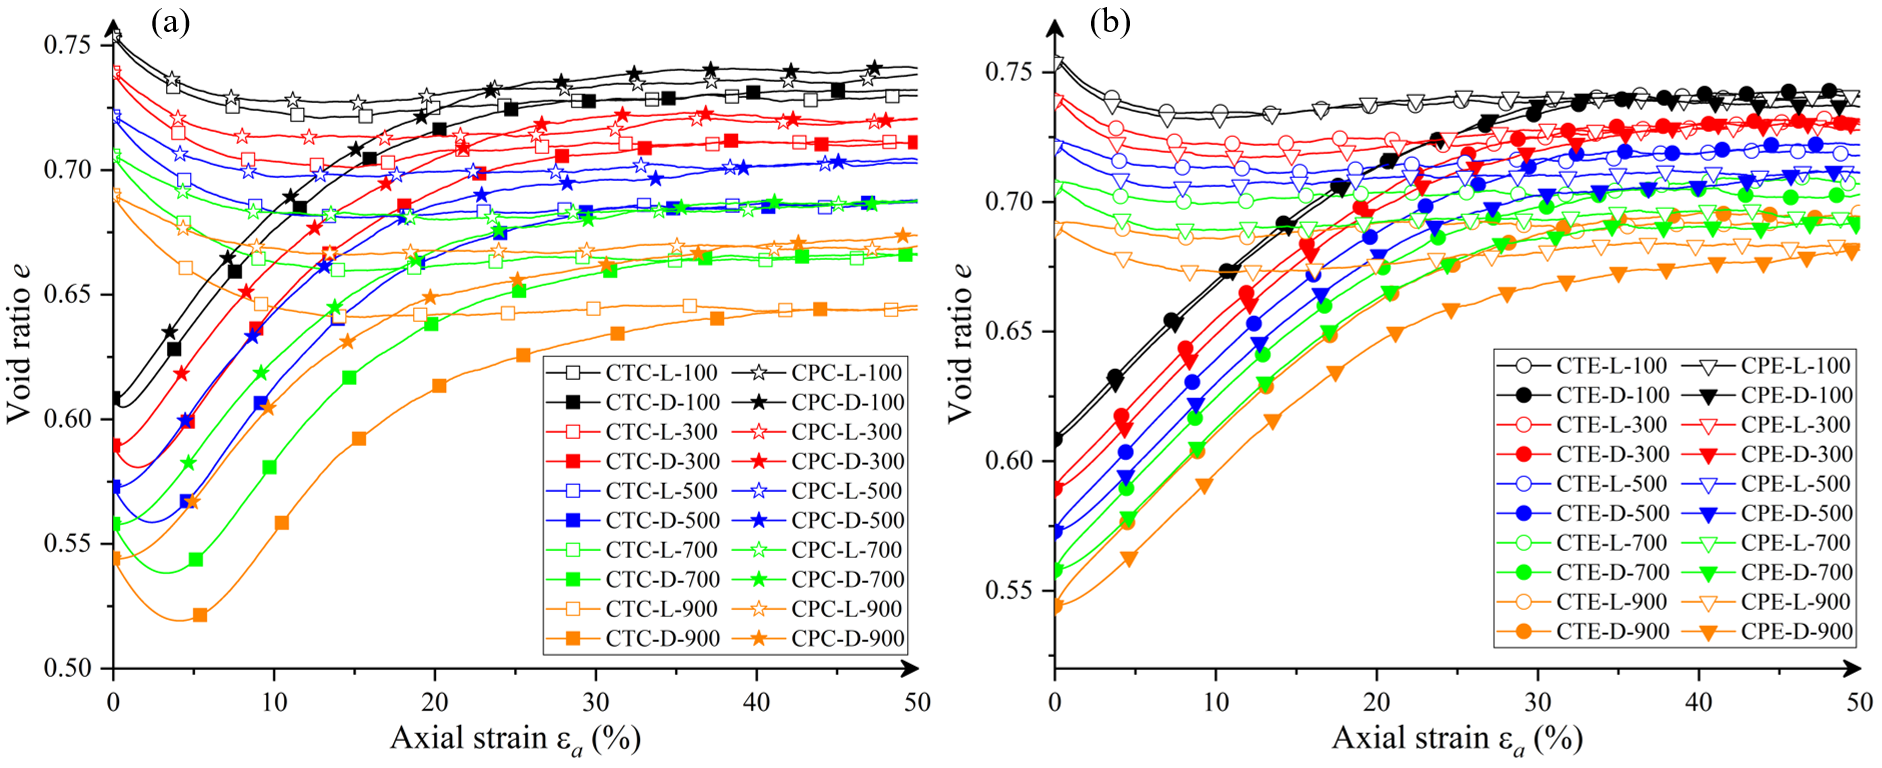 (a)
0.75
0.70
0.65
0.60
0.55
0.50
Void ratio e
0 10 20 30 40 50
Axial strain εa (%)
CTC-L-100 CPC-L-100
CTC-D-100 CPC-D-100
CTC-L-300 CPC-L-300
CTC-D-300 CPC-D-300
CTC-L-500 CPC-L-500
CTC-D-500 CPC-D-500
CTC-L-700 CPC-L-700
CTC-D-700 CPC-D-700
CTC-L-900 CPC-L-900
CTC-D-900 CPC-D-900
(b)
0.75
0.70
0.65
0.60
0.55
Void ratio e
0 10 20 30 40 50
Axial strain εa (%)
CTE-L-100 CPE-L-100
CTE-D-100 CPE-D-100
CTE-L-300 CPE-L-300
CTE-D-300 CPE-D-300
CTE-L-500 CPE-L-500
CTE-D-500 CPE-D-500
CTE-L-700 CPE-L-700
CTE-D-700 CPE-D-700
CTE-L-900 CPE-L-900
CTE-D-900 CPE-D-900